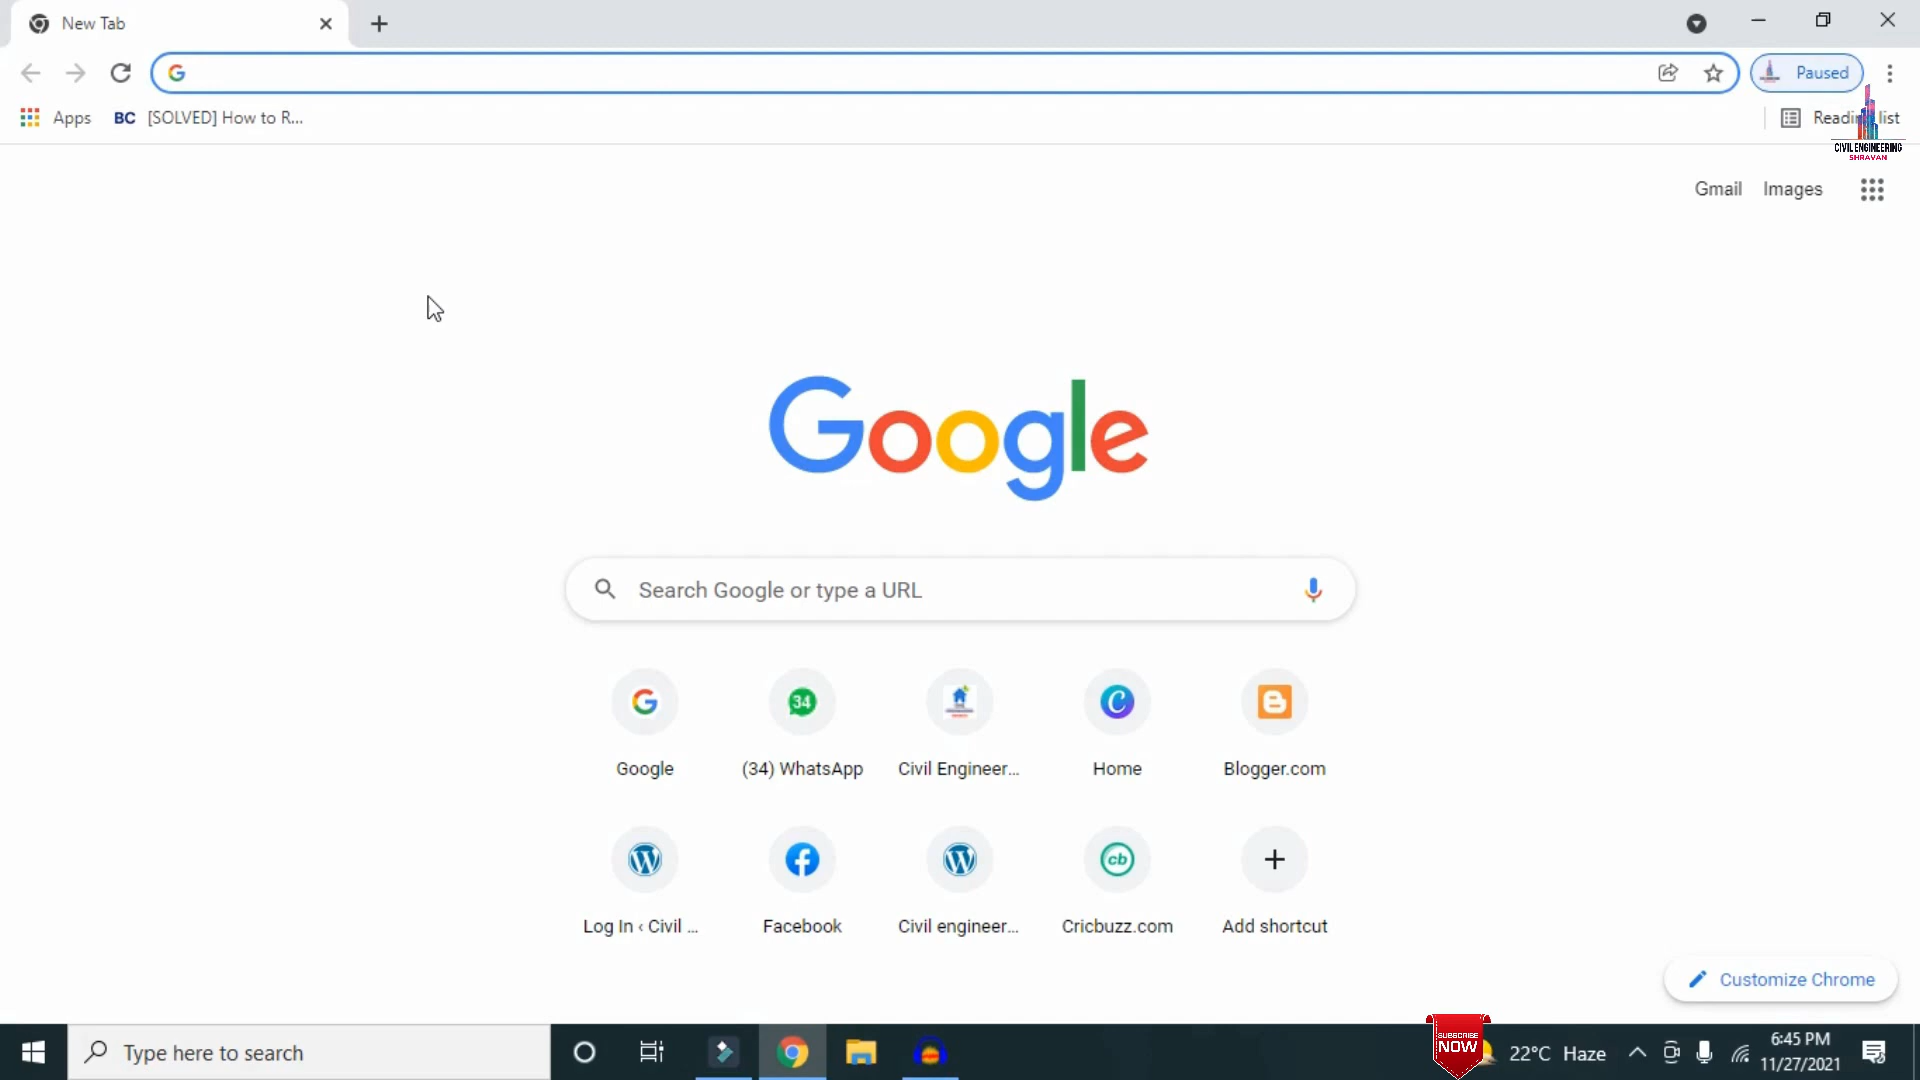 New Tab
Paused
Apps
BC [SOLVED] How to R...
CIVIL ENGINEERING
SHRAVAN
Gmail Images
Google
Search Google or type a URL
34
Google (34) WhatsApp Civil Engineer... Home Blogger.com
cb
Log In ‹ Civil ... Facebook Civil engineer... Cricbuzz.com Add shortcut
Customize Chrome
Type here to search
SUBSCRIBE
NOW
22°C Haze
6:45 PM
11/27/2021